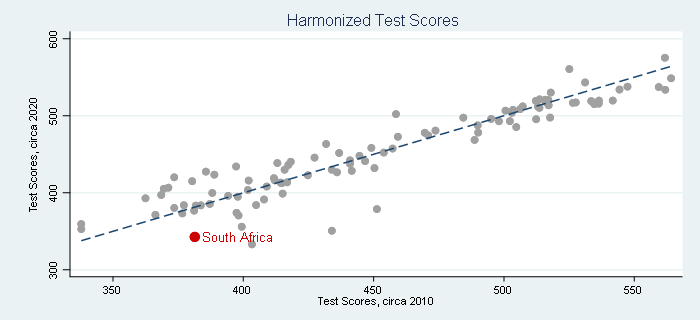 Harmonized Test Scores
600
500
400
300
Test Scores, circa 2020
South Africa
350
400
450
500
550
Test Scores, circa 2010